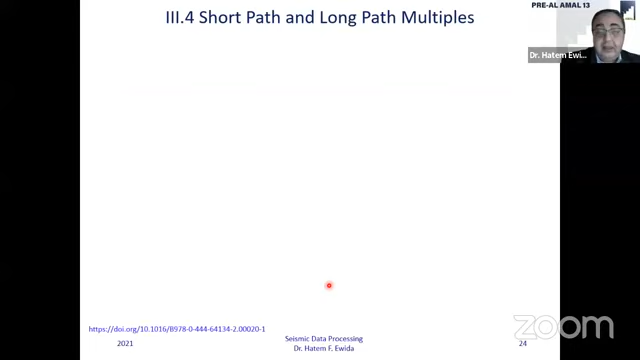 III.4 Short Path and Long Path Multiples
PRE-AL AMAL 13
Dr. Hatem Ewi...
https://doi.org/10.1016/B978-0-444-64134-2.00020-1
2021
Seismic Data Processing
Dr. Hatem F. Ewida
24
zoom